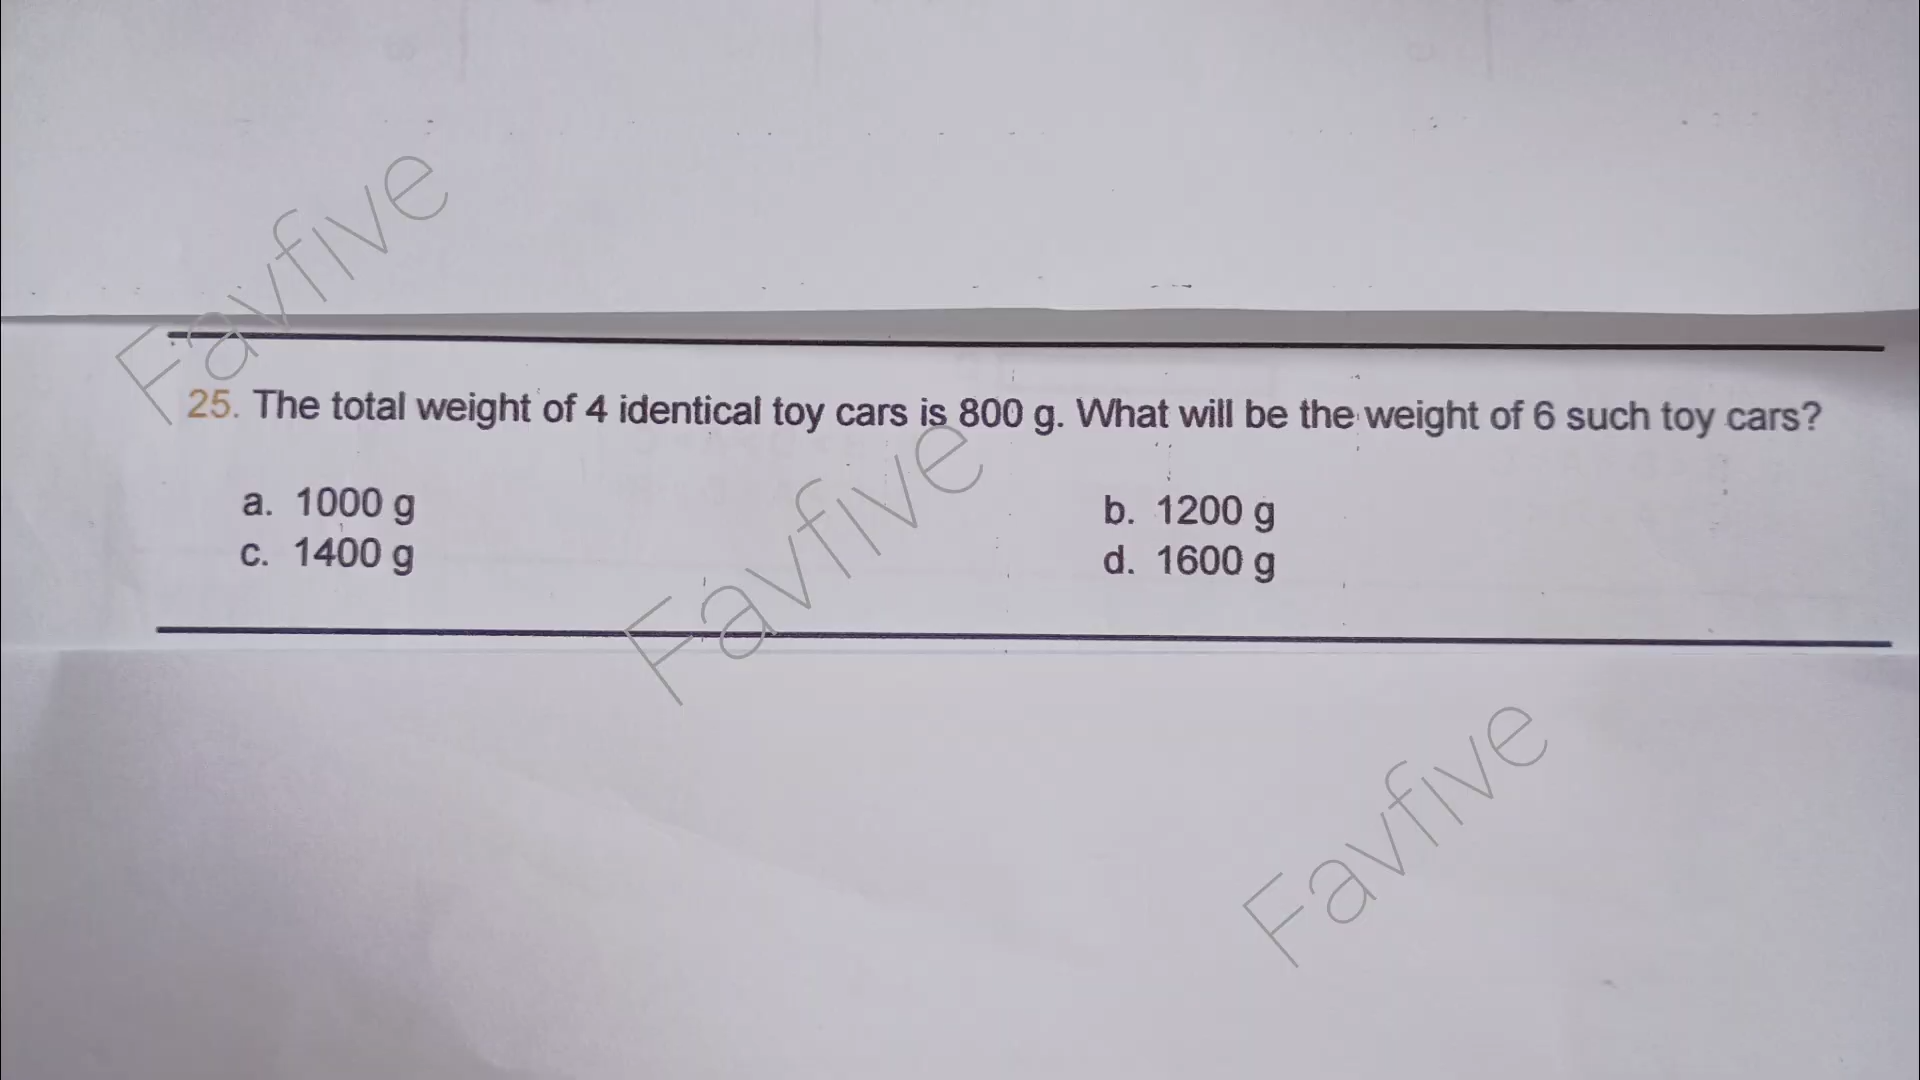 Favfive
25. The total weight of 4 identical toy cars is 800 g. What will be the weight of 6 such toy cars?
a. 1000 g
b. 1200 g
c. 1400 g
d. 1600 g
Favfive
Favfive